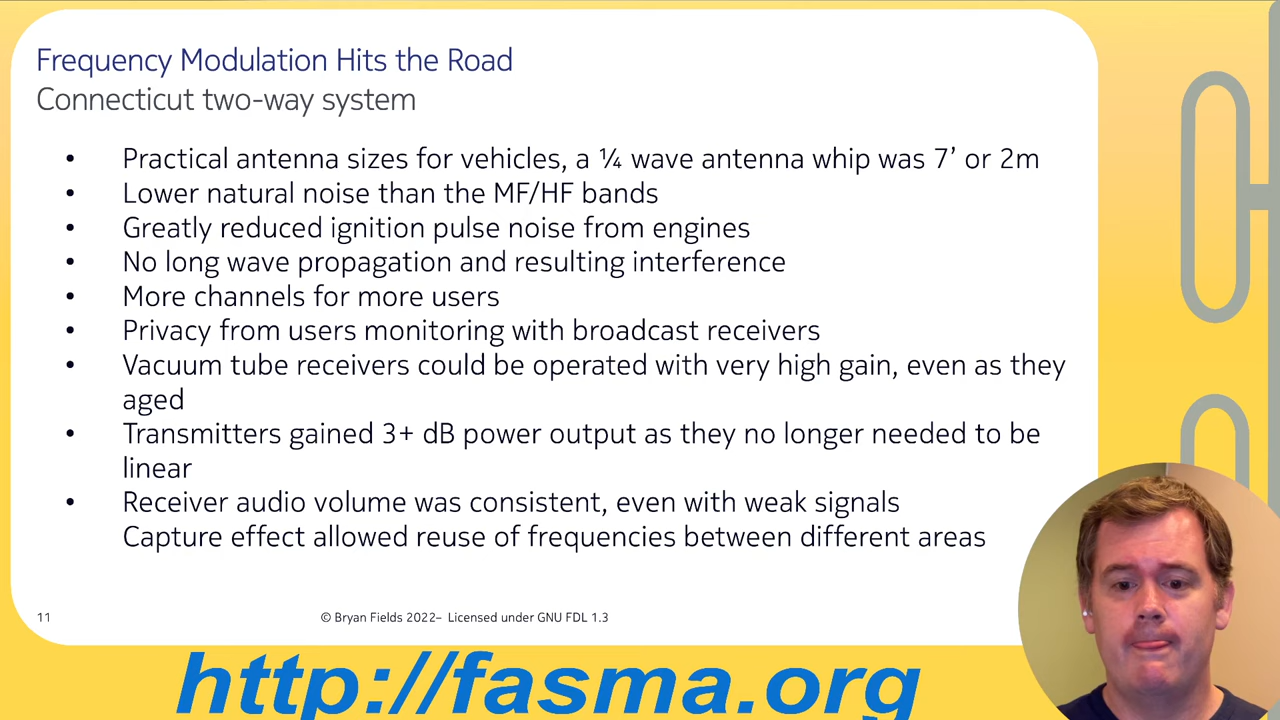 Frequency Modulation Hits the Road
Connecticut two-way system
• Practical antenna sizes for vehicles, a ¼ wave antenna whip was 7’ or 2m
• Lower natural noise than the MF/HF bands
• Greatly reduced ignition pulse noise from engines
• No long wave propagation and resulting interference
• More channels for more users
• Privacy from users monitoring with broadcast receivers
• Vacuum tube receivers could be operated with very high gain, even as they
aged
• Transmitters gained 3+ dB power output as they no longer needed to be
linear
• Receiver audio volume was consistent, even with weak signals
Capture effect allowed reuse of frequencies between different areas
11
© Bryan Fields 2022– Licensed under GNU FDL 1.3
http://fasma.org